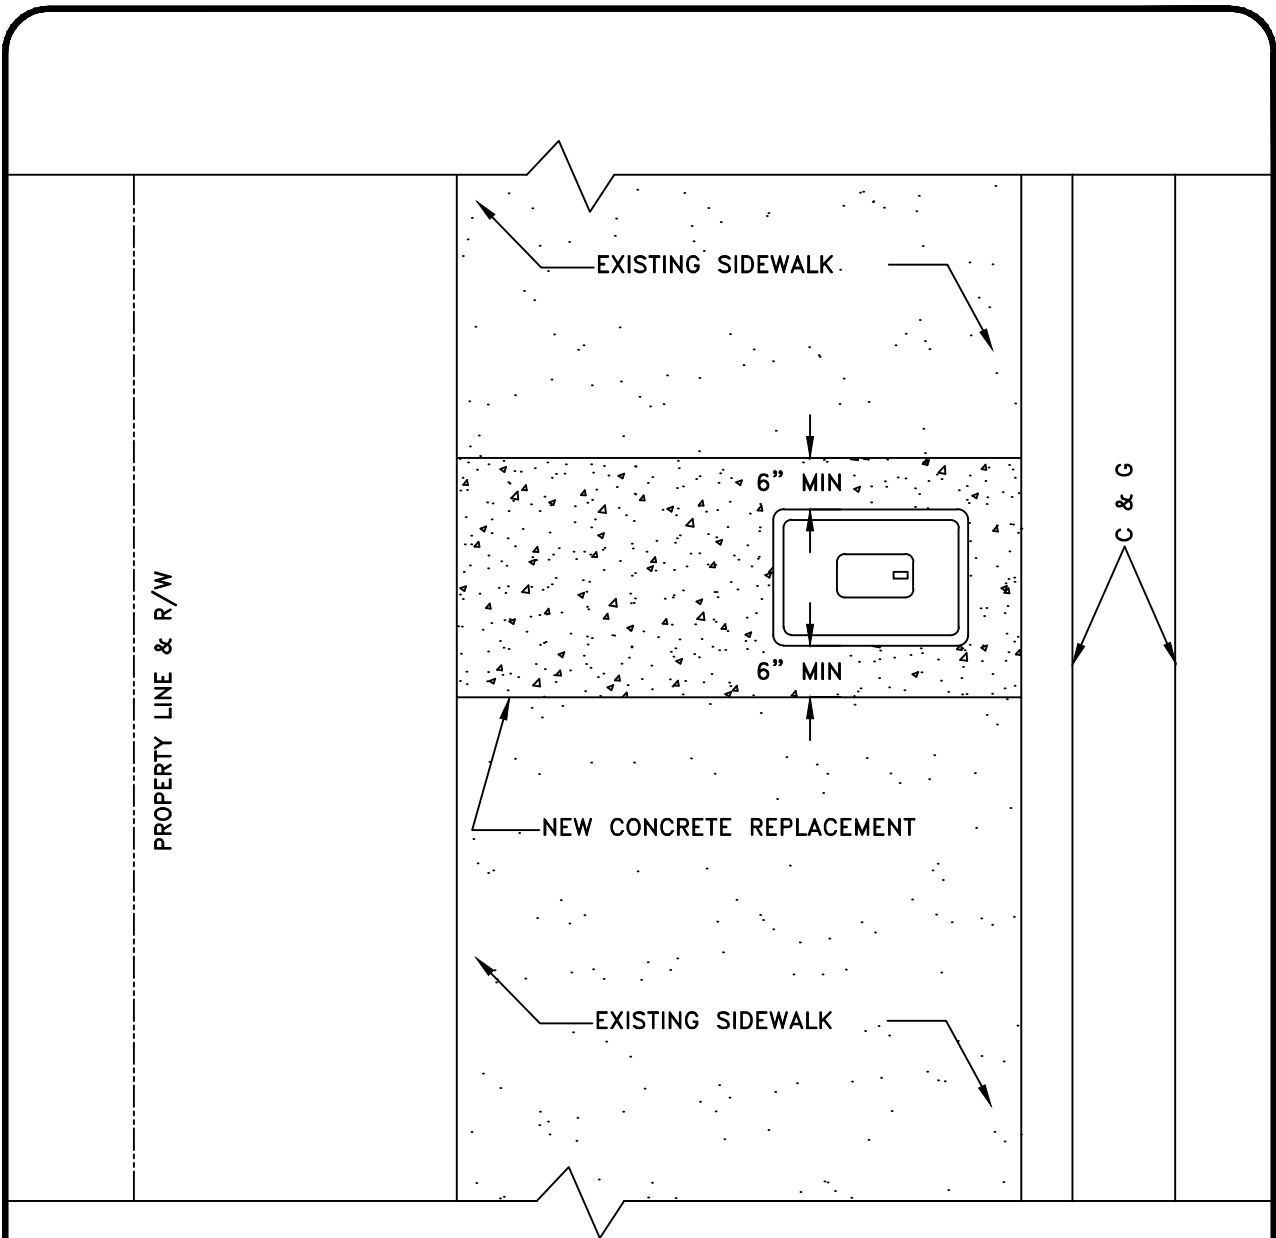 EXISTING SIDEWALK
6" MIN
C & G
PROPERTY LINE & R/W
6" MIN
NEW CONCRETE REPLACEMENT
EXISTING SIDEWALK